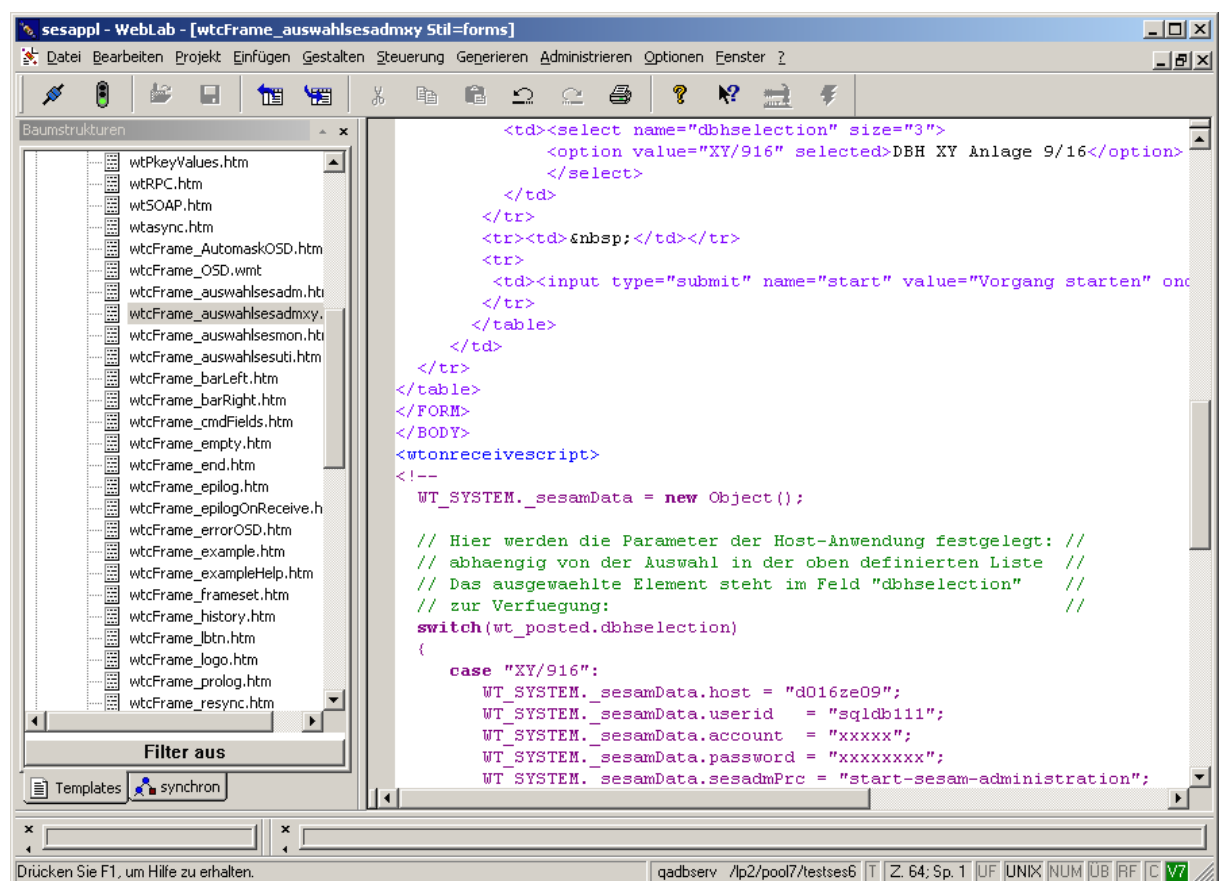 sesappl - WebLab - [wtcFrame_auswahlsesadmxy Stil=forms]
Datei Bearbeiten Projekt Einfügen Gestalten Steuerung Generieren Administrieren Optionen Fenster ?
Baumstrukturen
wtPkeyValues.htm
wtRPC.htm
wtSOAP.htm
wtasync.htm
wtcFrame_AutomaskOSD.htm
wtcFrame_OSD.wmt
wtcFrame_auswahlsesadm.htm
wtcFrame_auswahlsesadmxy.
wtcFrame_auswahlsesmon.htm
wtcFrame_auswahlsesuti.htm
wtcFrame_barLeft.htm
wtcFrame_barRight.htm
wtcFrame_cmdFields.htm
wtcFrame_empty.htm
wtcFrame_end.htm
wtcFrame_epilog.htm
wtcFrame_epilogOnReceive.h
wtcFrame_errorOSD.htm
wtcFrame_example.htm
wtcFrame_exampleHelp.htm
wtcFrame_frameset.htm
wtcFrame_history.htm
wtcFrame_lbtn.htm
wtcFrame_logo.htm
wtcFrame_prolog.htm
wtcFrame_resync.htm
Filter aus
Templates synchron
<td><select name="dbhselection" size="3">
<option value="XY/916" selected>DBH XY Anlage 9/16</option>
</select>
</td>
</tr>
<tr><td>&nbsp;</td></tr>
<tr>
<td><input type="submit" name="start" value="Vorgang starten" onc
</tr>
</table>
</td>
</tr>
</table>
</FORM>
</BODY>
<wtonreceivescript>
<!--
WT_SYSTEM._sesamData = new Object();
// Hier werden die Parameter der Host-Anwendung festgelegt: //
// abhaengig von der Auswahl in der oben definierten Liste //
// Das ausgewaehlte Element steht im Feld "dbhselection" //
// zur Verfuegung: //
switch(wt_posted.dbhselection)
{
case "XY/916":
WT_SYSTEM._sesamData.host = "d016ze09";
WT_SYSTEM._sesamData.userid = "sqldb111";
WT_SYSTEM._sesamData.account = "xxxxx";
WT_SYSTEM._sesamData.password = "xxxxxxxx";
WT_SYSTEM._sesamData.sesadmPrc = "start-sesam-administration";
Drücken Sie F1, um Hilfe zu erhalten.
qadbserv /lp2/pool7/testses6 T Z. 64; Sp. 1 UF UNIX NUM ÜB RF C V7